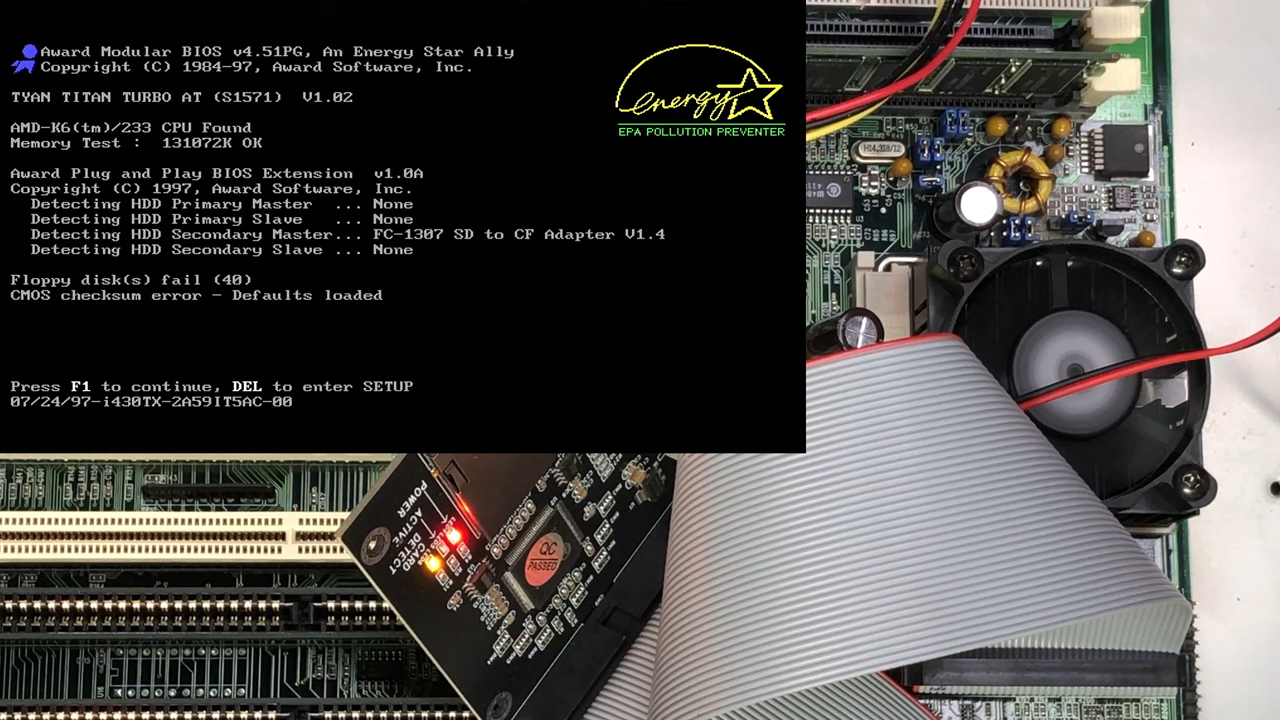 Award Modular BIOS v4.51PG, An Energy Star Ally
Copyright (C) 1984-97, Award Software, Inc.
TYAN TITAN TURBO AT (S1571)  V1.02
energy
EPA POLLUTION PREVENTER
AMD-K6(tm)/233 CPU Found
Memory Test :  131072K OK
Award Plug and Play BIOS Extension  v1.0A
Copyright (C) 1997, Award Software, Inc.
Detecting HDD Primary Master  ... None
Detecting HDD Primary Slave   ... None
Detecting HDD Secondary Master... FC-1307 SD to CF Adapter V1.4
Detecting HDD Secondary Slave ... None
Floppy disk(s) fail (40)
CMOS checksum error - Defaults loaded
Press F1 to continue, DEL to enter SETUP
07/24/97-i430TX-2A59IT5AC-00
POWER
ACTIVE
CARD
DETECT
QC
PASSED